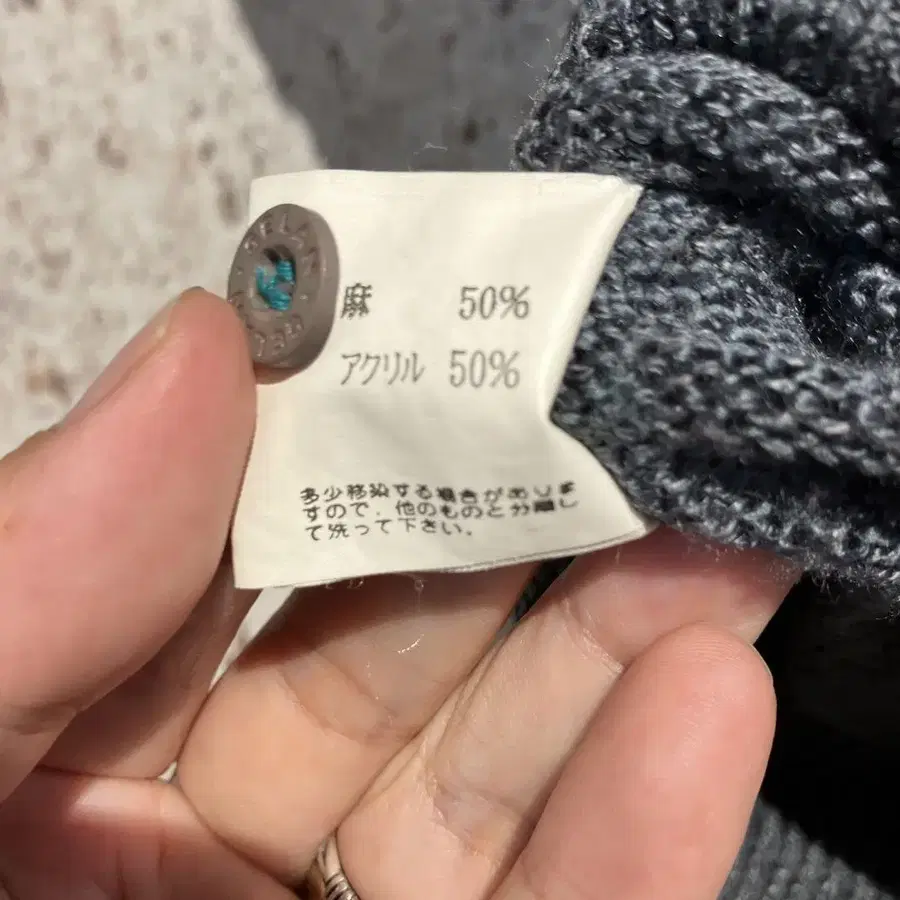 麻 50%
アクリル 50%
多少移染する場合がありま
すので、他のものと分離し
て洗って下さい。